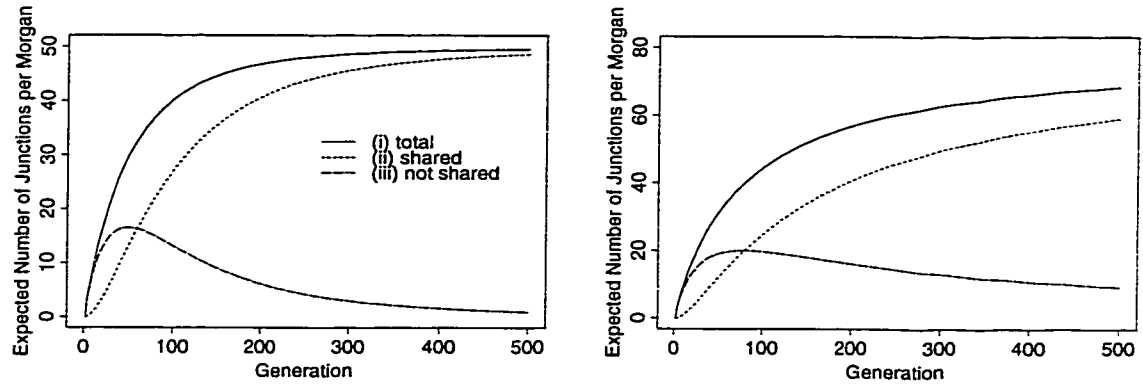 Expected Number of Junctions per Morgan
50
40
30
20
10
0
(i) total
(ii) shared
(iii) not shared
0 100 200 300 400 500
Generation
Expected Number of Junctions per Morgan
80
60
40
20
0
0 100 200 300 400 500
Generation